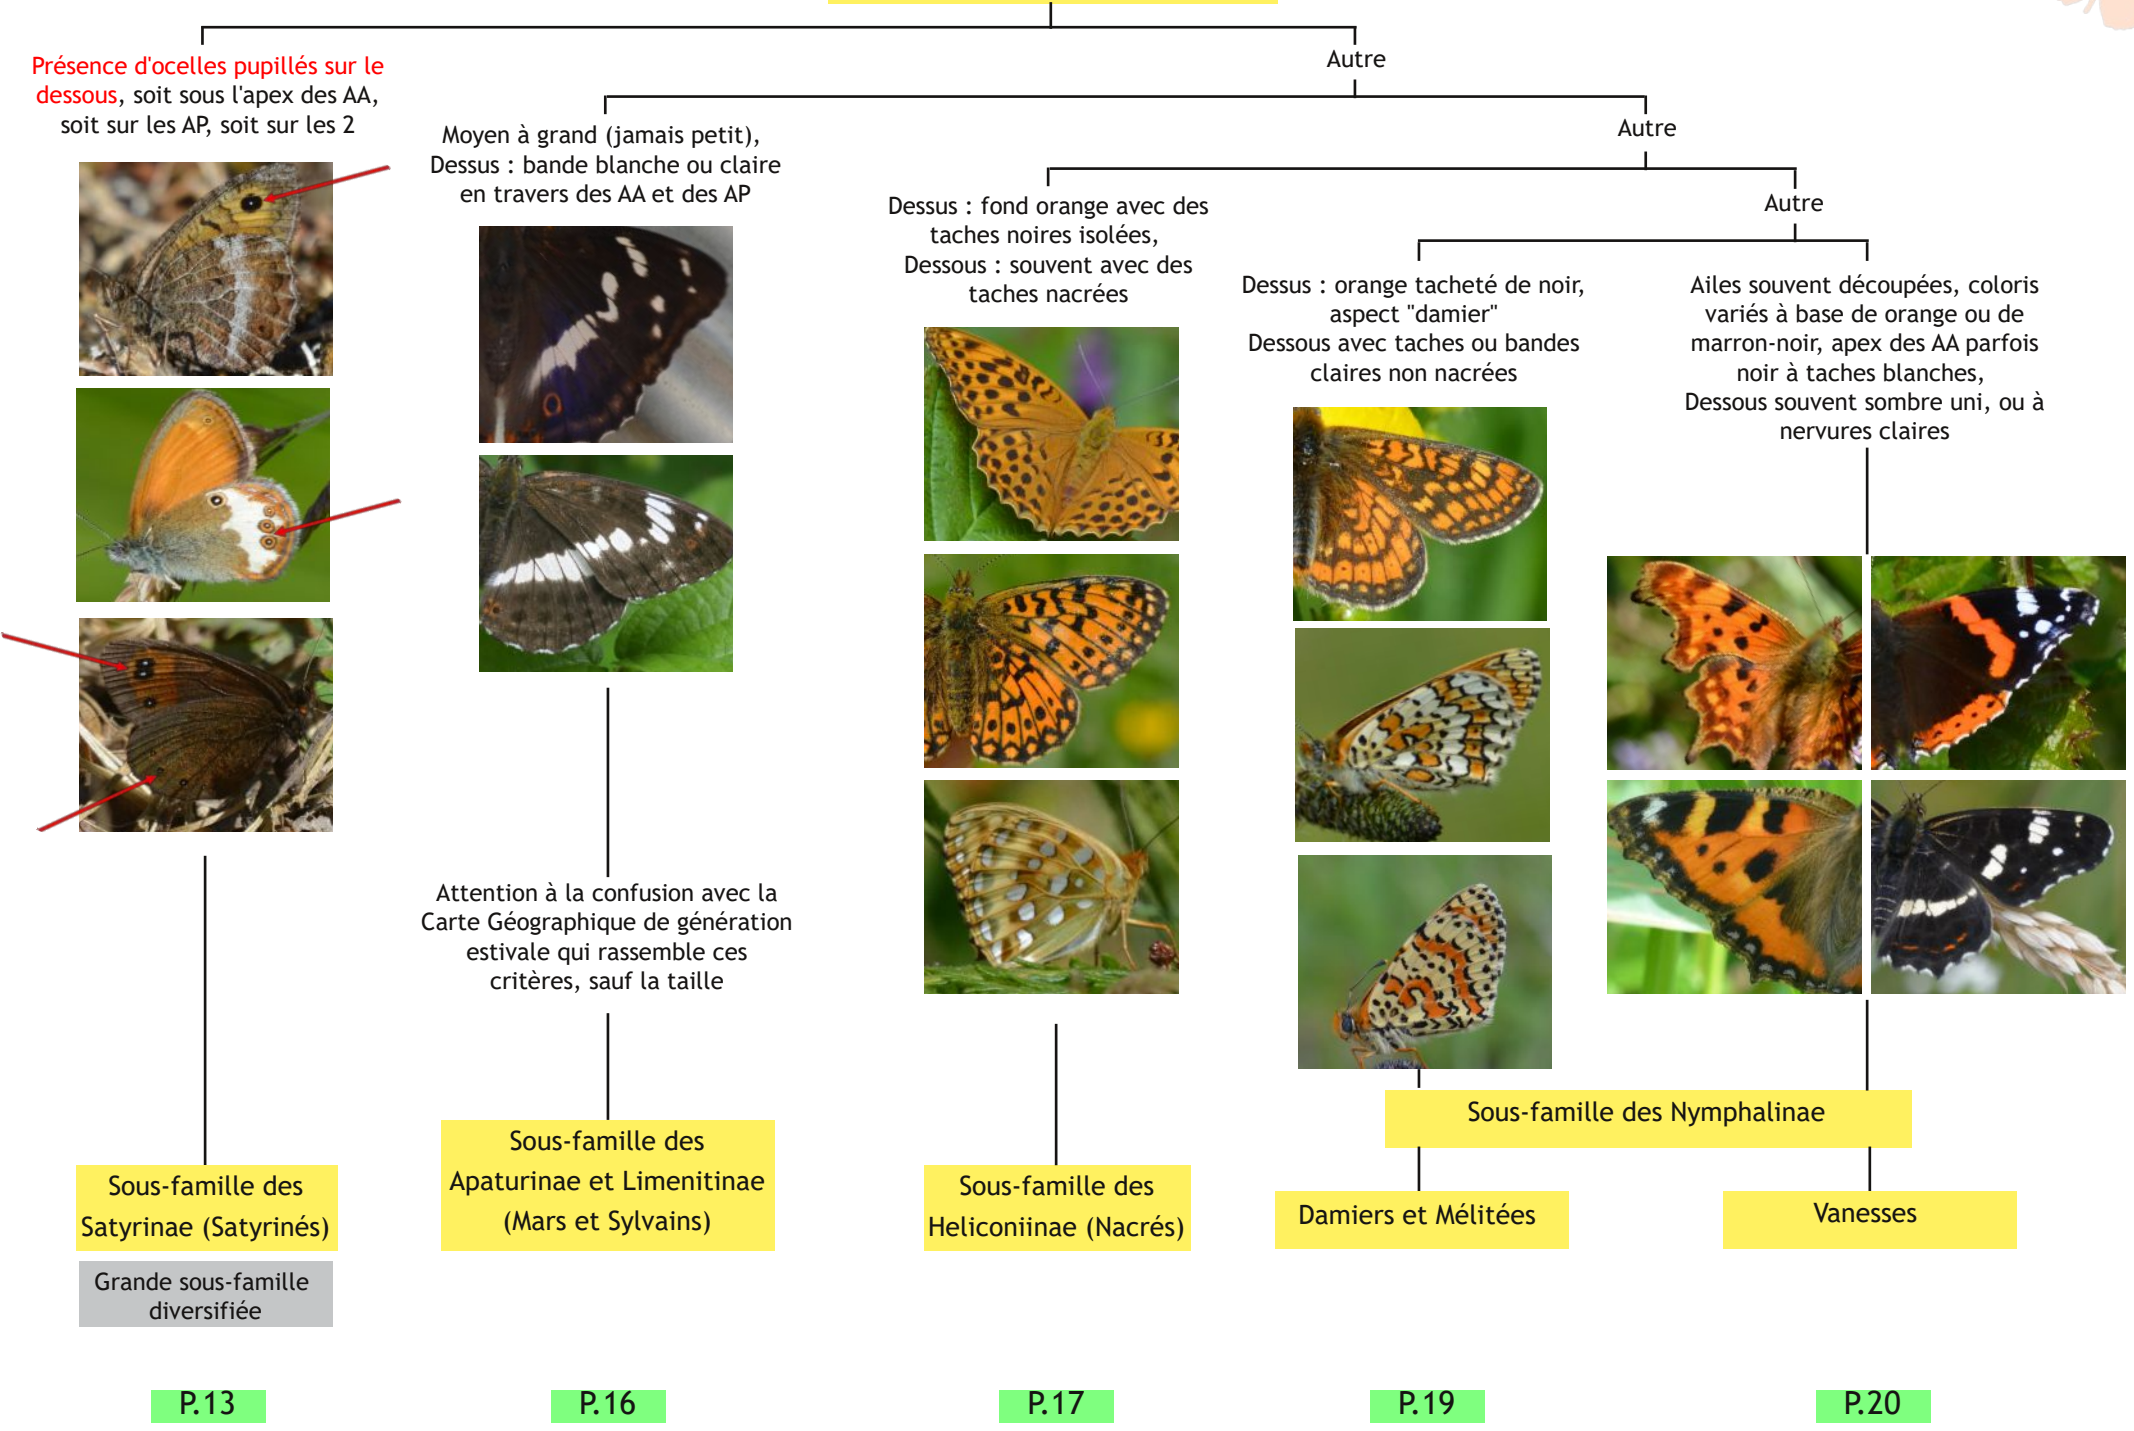 Présence d'ocelles pupillés sur le
dessous, soit sous l'apex des AA,
soit sur les AP, soit sur les 2
Autre
Moyen à grand (jamais petit),
Dessus : bande blanche ou claire
en travers des AA et des AP
Autre
Dessus : fond orange avec des
taches noires isolées,
Dessous : souvent avec des
taches nacrées
Autre
Dessus : orange tacheté de noir,
aspect "damier"
Dessous avec taches ou bandes
claires non nacrées
Ailes souvent découpées, coloris
variés à base de orange ou de
marron-noir, apex des AA parfois
noir à taches blanches,
Dessous souvent sombre uni, ou à
nervures claires
Attention à la confusion avec la
Carte Géographique de génération
estivale qui rassemble ces
critères, sauf la taille
Sous-famille des
Satyrinae (Satyrinés)
Grande sous-famille
diversifiée
Sous-famille des
Apaturinae et Limenitinae
(Mars et Sylvains)
Sous-famille des
Heliconiinae (Nacrés)
Sous-famille des Nymphalinae
Damiers et Mélitées
Vanesses
P.13
P.16
P.17
P.19
P.20